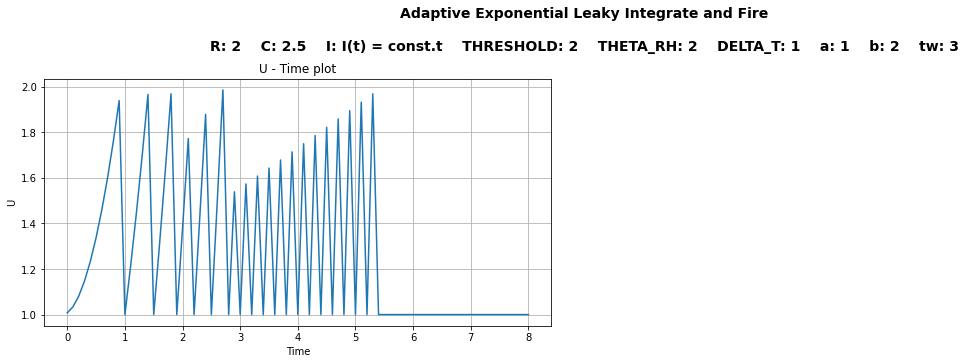 Adaptive Exponential Leaky Integrate and Fire
R: 2    C: 2.5    I: I(t) = const.t    THRESHOLD: 2    THETA_RH: 2    DELTA_T: 1    a: 1    b: 2    tw: 3
U - Time plot
2.0
1.8
1.6
1.4
1.2
1.0
U
0 1 2 3 4 5 6 7 8
Time